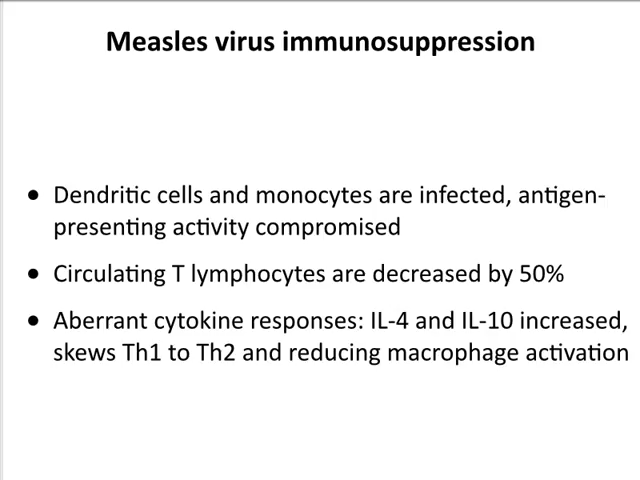 Measles virus immunosuppression
• Dendritic cells and monocytes are infected, antigen-
presenting activity compromised
• Circulating T lymphocytes are decreased by 50%
• Aberrant cytokine responses: IL-4 and IL-10 increased,
skews Th1 to Th2 and reducing macrophage activation